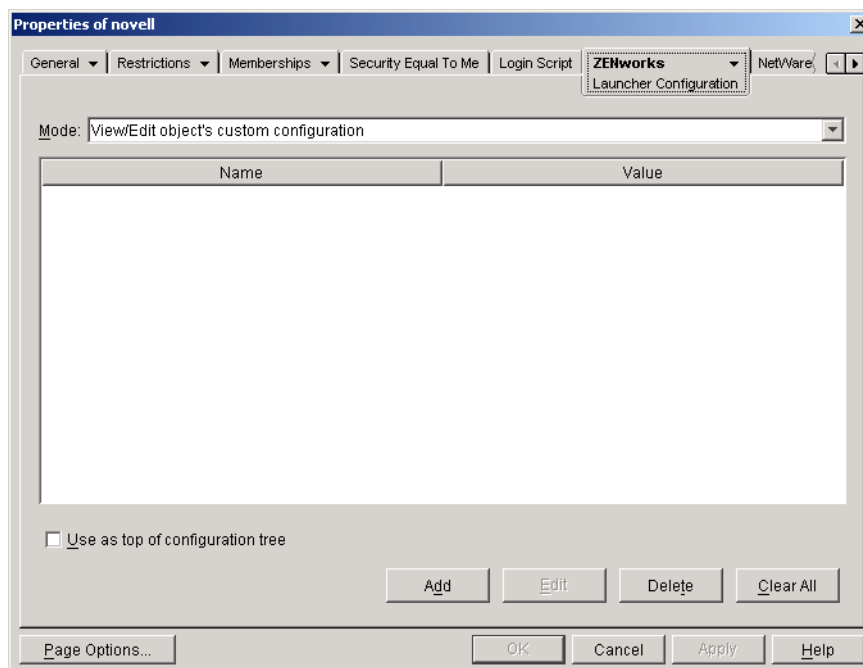 Properties of novell
General Restrictions Memberships Security Equal To Me Login Script ZENworks NetWare
Launcher Configuration
Mode: View/Edit object's custom configuration
Name Value
Use as top of configuration tree
Add Edit Delete Clear All
Page Options... OK Cancel Apply Help